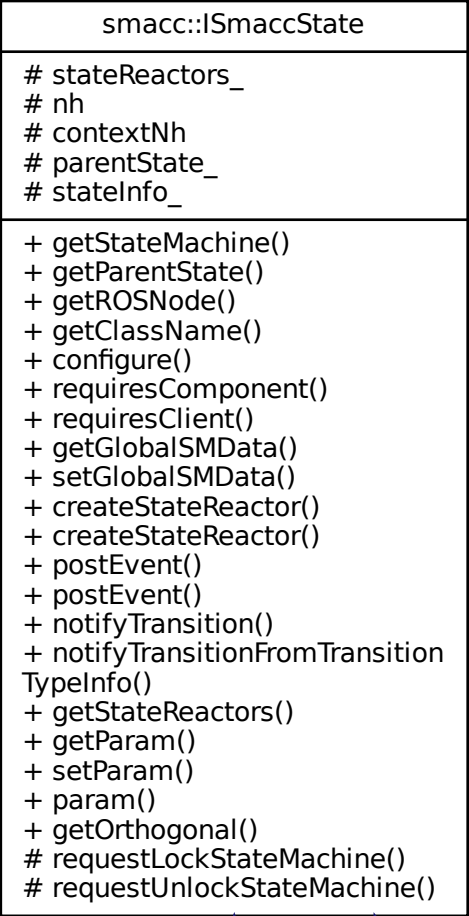 smacc::ISmaccState
# stateReactors_
# nh
# contextNh
# parentState_
# stateInfo_
+ getStateMachine()
+ getParentState()
+ getROSNode()
+ getClassName()
+ configure()
+ requiresComponent()
+ requiresClient()
+ getGlobalSMData()
+ setGlobalSMData()
+ createStateReactor()
+ createStateReactor()
+ postEvent()
+ postEvent()
+ notifyTransition()
+ notifyTransitionFromTransition
TypeInfo()
+ getStateReactors()
+ getParam()
+ setParam()
+ param()
+ getOrthogonal()
# requestLockStateMachine()
# requestUnlockStateMachine()